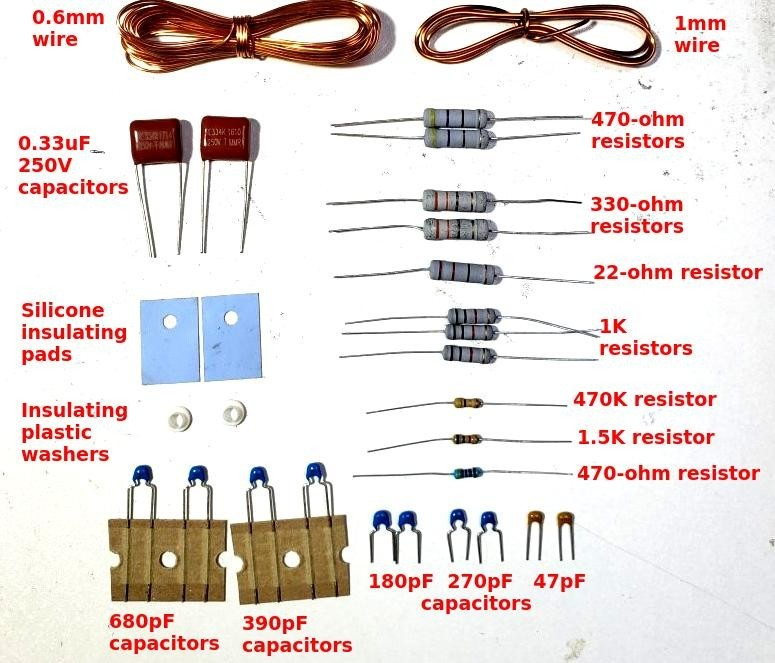 0.6mm
wire
1mm
wire
0.33uF
250V
capacitors
470-ohm
resistors
330-ohm
resistors
22-ohm resistor
Silicone
insulating
pads
1K
resistors
Insulating
plastic
washers
470K resistor
1.5K resistor
470-ohm resistor
680pF
capacitors
390pF
capacitors
180pF 270pF 47pF
capacitors